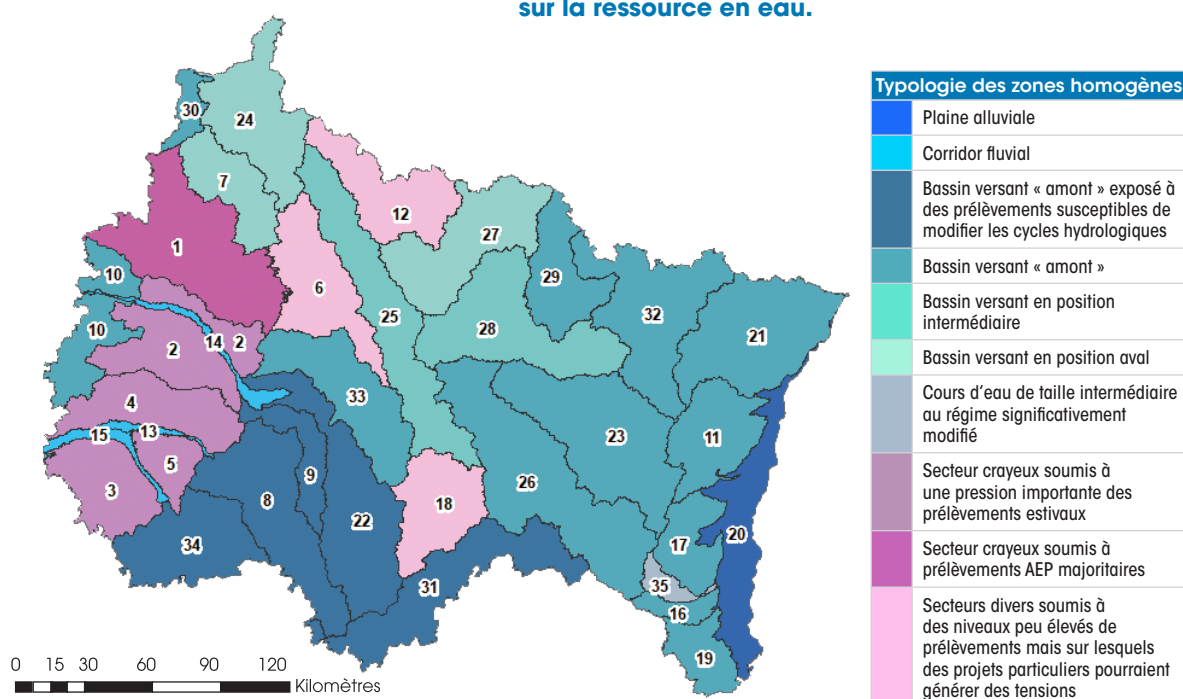 sur la ressource en eau.
30
24
7
12
27
1
10
6
29
32
25
21
28
10
14
2
2
33
4
23
11
15
13
5
9
26
3
8
18
22
20
34
17
31
35
16
19
0 15 30 60 90 120
Kilomètres
Typologie des zones homogènes
Plaine alluviale
Corridor fluvial
Bassin versant « amont » exposé à
des prélèvements susceptibles de
modifier les cycles hydrologiques
Bassin versant « amont »
Bassin versant en position
intermédiaire
Bassin versant en position aval
Cours d’eau de taille intermédiaire
au régime significativement
modifié
Secteur crayeux soumis à
une pression importante des
prélèvements estivaux
Secteur crayeux soumis à
prélèvements AEP majoritaires
Secteurs divers soumis à
des niveaux peu élevés de
prélèvements mais sur lesquels
des projets particuliers pourraient
générer des tensions